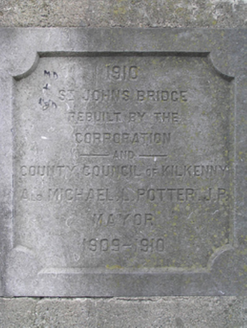 1910
ST JOHNS BRIDGE
REBUILT BY THE
CORPORATION
AND
COUNTY COUNCIL OF KILKENNY
ALD MICHAEL L. POTTER J.P.
MAYOR
1909-1910